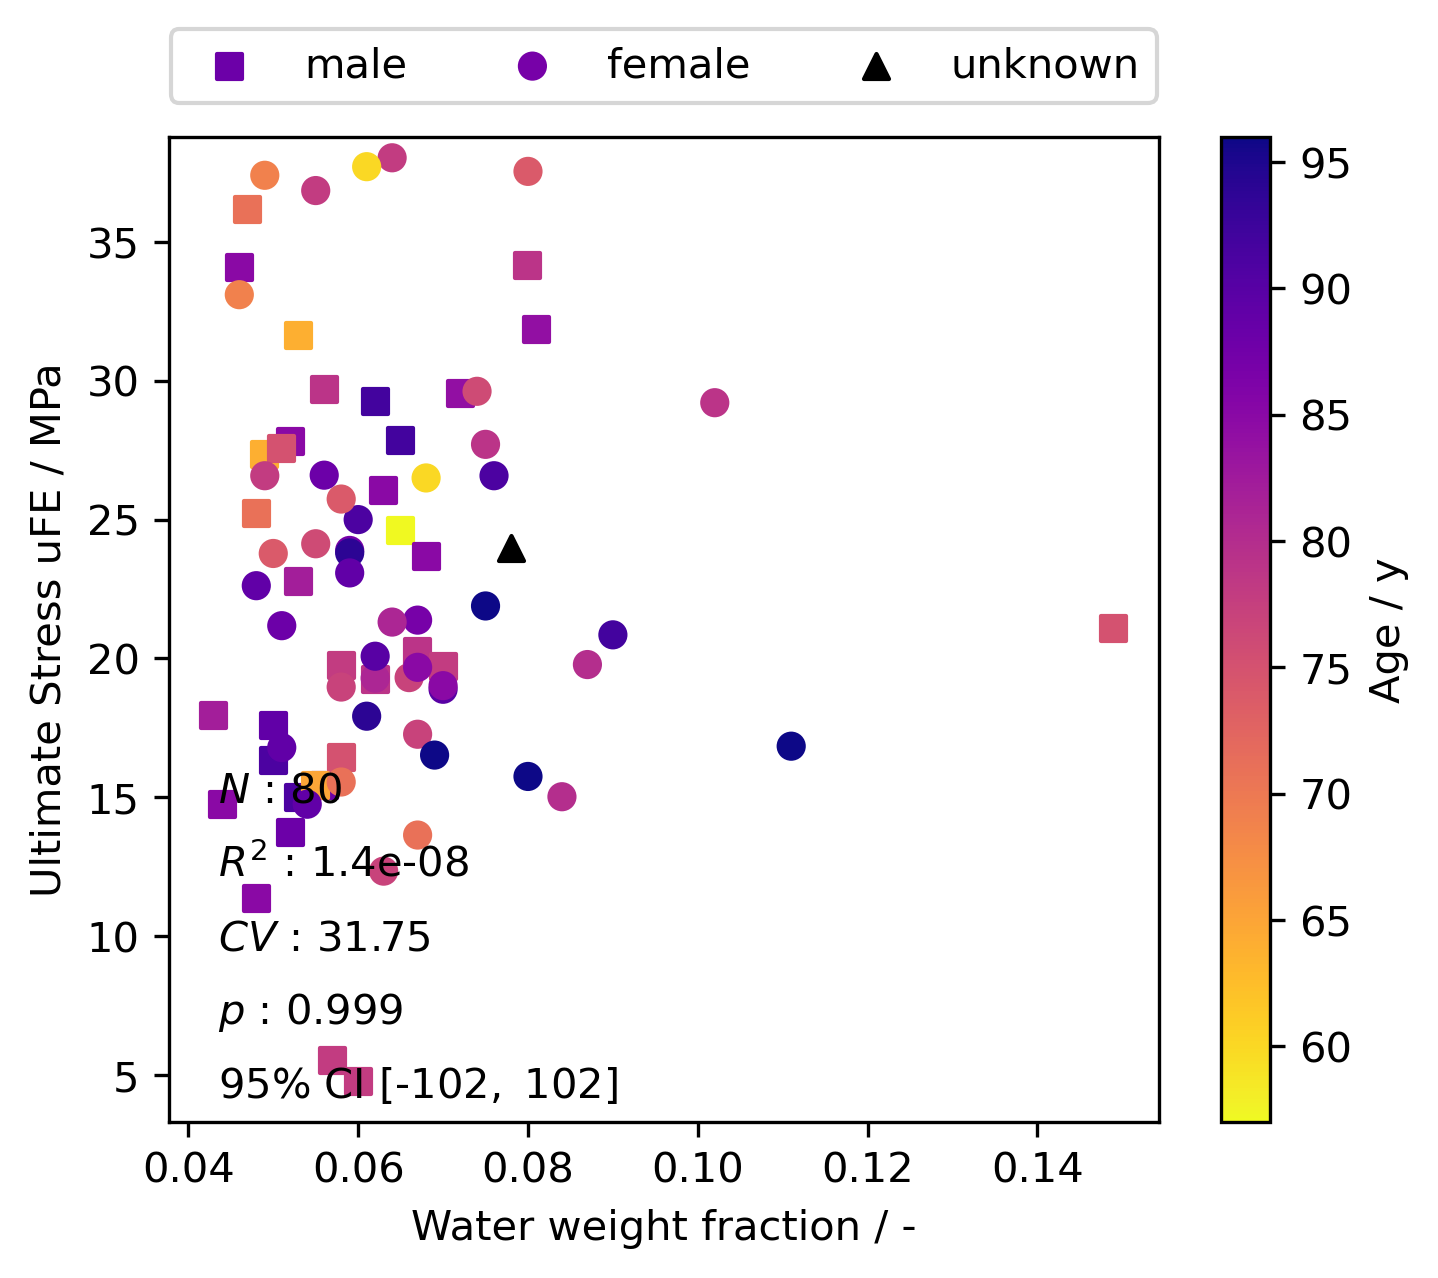 male female unknown
Ultimate Stress uFE / MPa
35
30
25
20
15
10
5
N : 80
R² : 1.4e-08
CV : 31.75
p : 0.999
95% CI [-102, 102]
0.04 0.06 0.08 0.10 0.12 0.14
Water weight fraction / -
95
90
85
80
75
70
65
60
Age / y